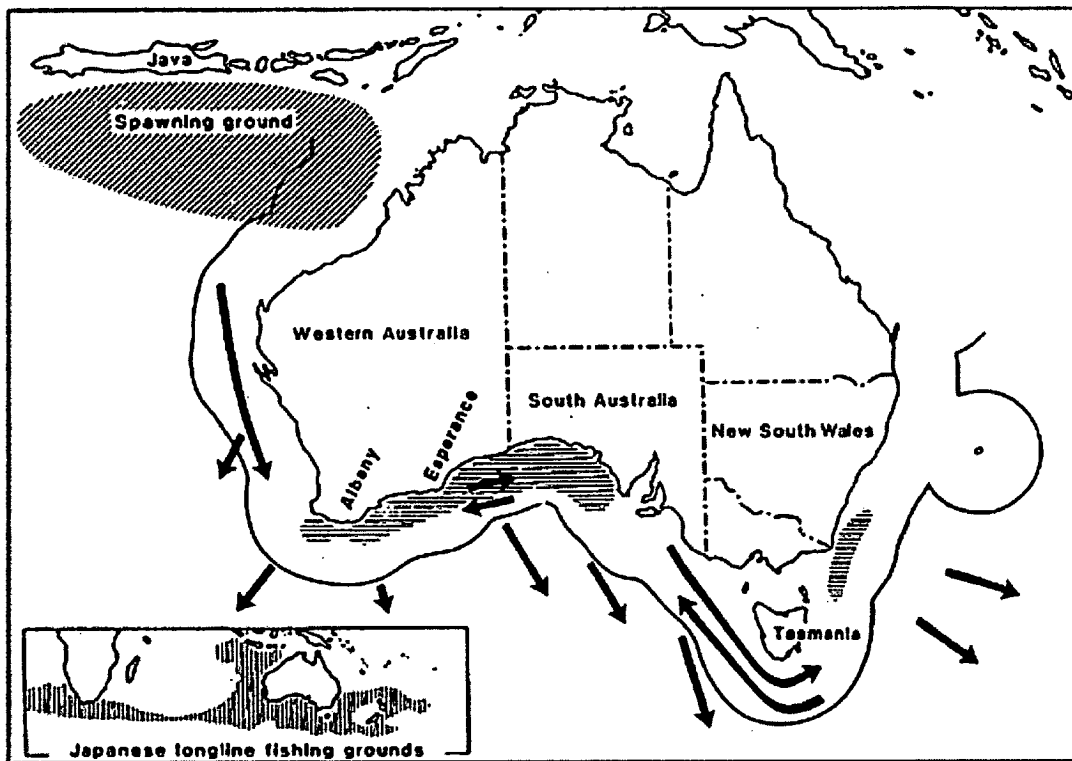 Java
Spawning ground
Western Australia
South Australia
New South Wales
Esperance
Albany
Tasmania
Japanese longline fishing grounds